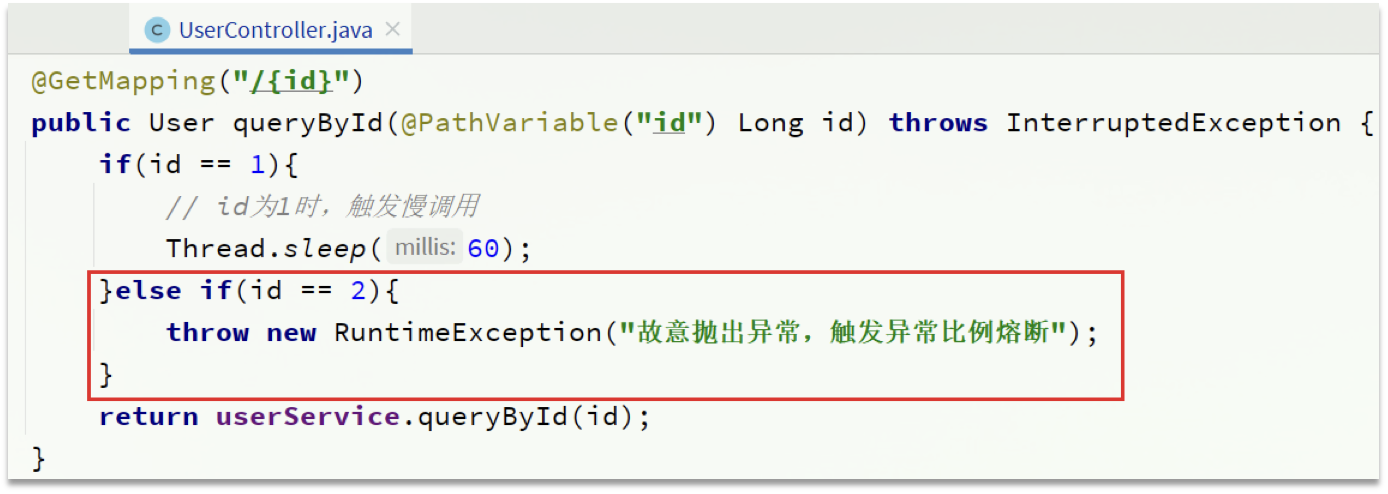 UserController.java
@GetMapping("/{id}")
public User queryById(@PathVariable("id") Long id) throws InterruptedException {
    if(id == 1){
        // id为1时，触发慢调用
        Thread.sleep( millis: 60);
    }else if(id == 2){
        throw new RuntimeException("故意抛出异常，触发异常比例熔断");
    }
    return userService.queryById(id);
}